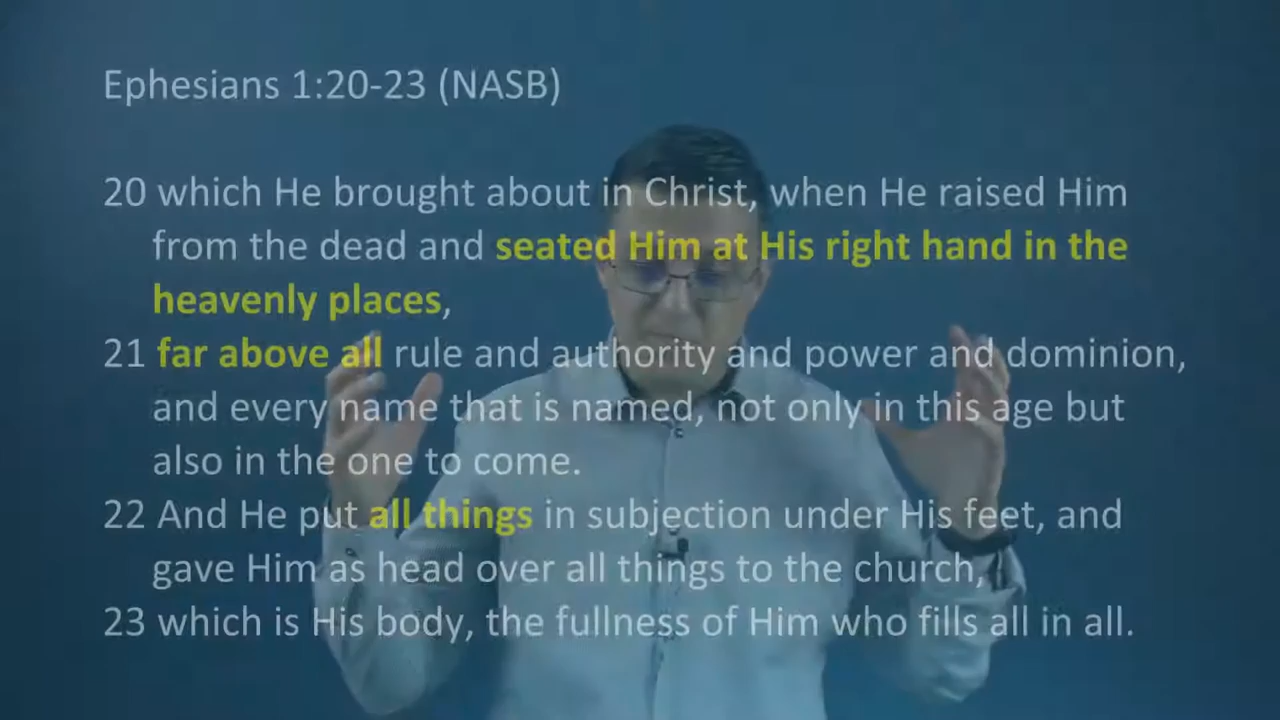 Ephesians 1:20-23 (NASB)
20 which He brought about in Christ, when He raised Him
from the dead and seated Him at His right hand in the
heavenly places,
21 far above all rule and authority and power and dominion,
and every name that is named, not only in this age but
also in the one to come.
22 And He put all things in subjection under His feet, and
gave Him as head over all things to the church,
23 which is His body, the fullness of Him who fills all in all.